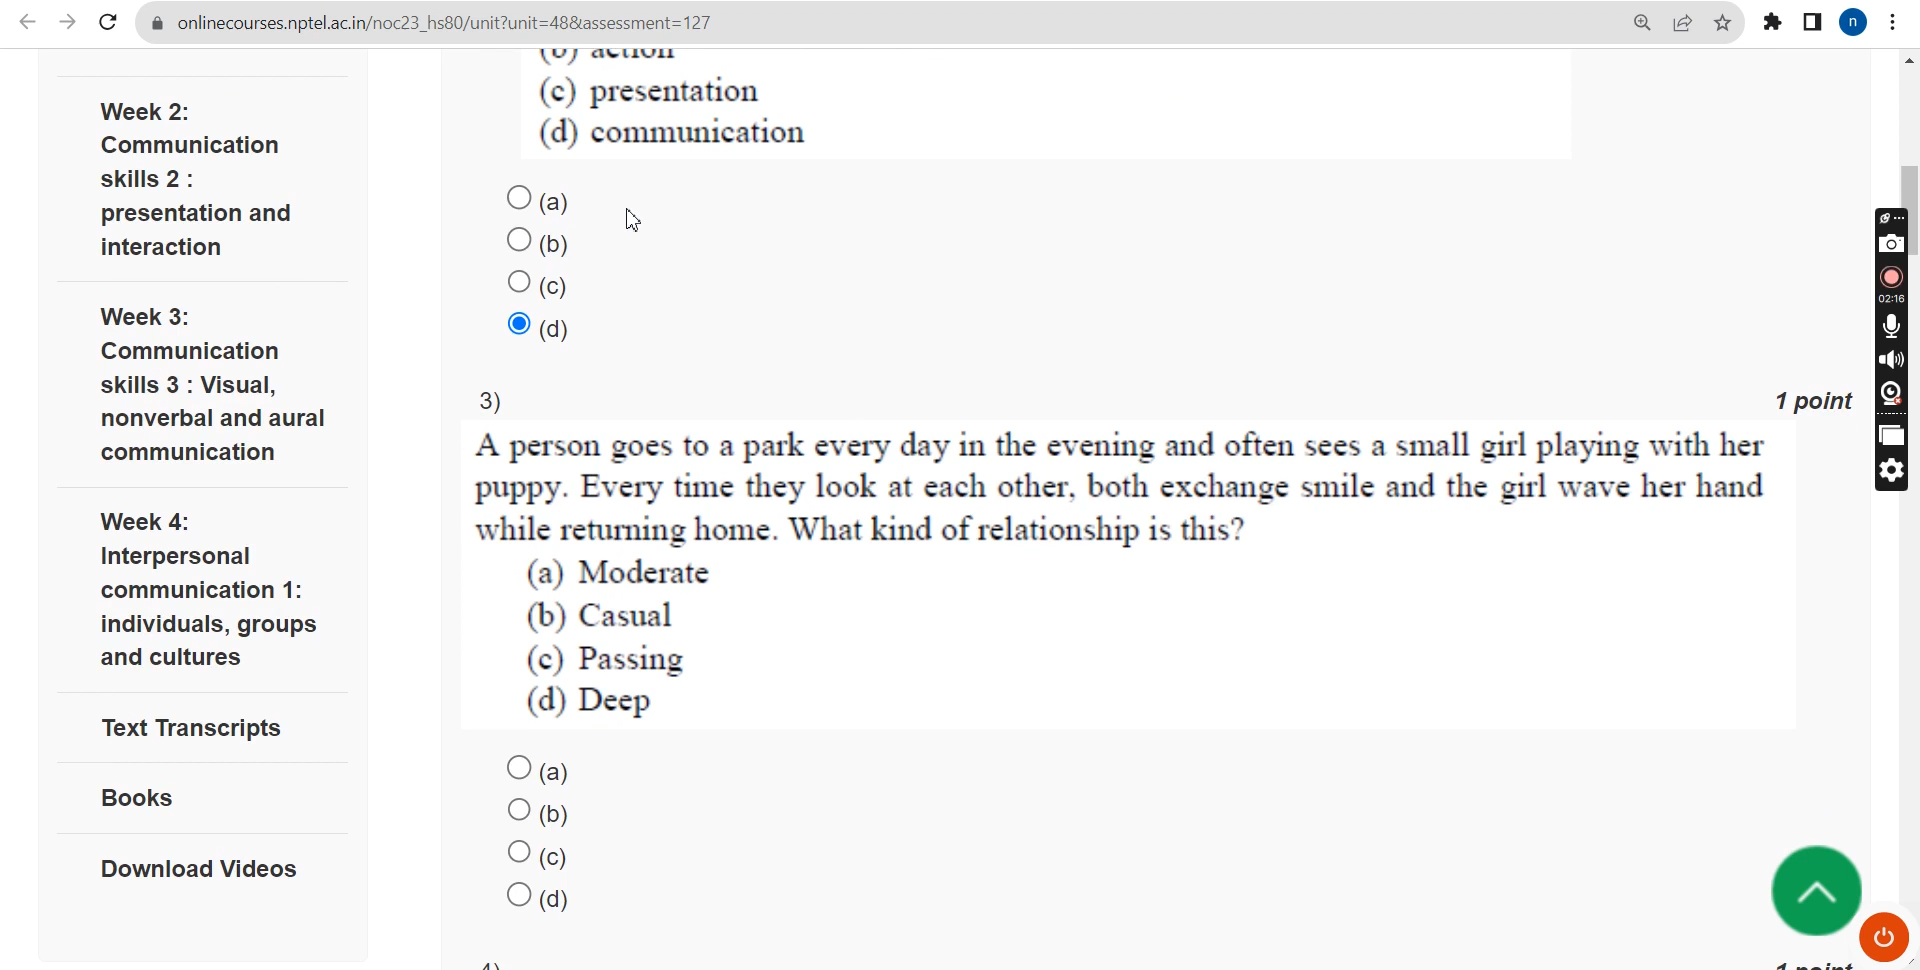 onlinecourses.nptel.ac.in/noc23_hs80/unit?unit=48&assessment=127
n
(b) action
(c) presentation
(d) communication
Week 2:
Communication
skills 2 :
presentation and
interaction
Week 3:
Communication
skills 3 : Visual,
nonverbal and aural
communication
Week 4:
Interpersonal
communication 1:
individuals, groups
and cultures
Text Transcripts
Books
Download Videos
(a)
(b)
(c)
(d)
3)
1 point
A person goes to a park every day in the evening and often sees a small girl playing with her
puppy. Every time they look at each other, both exchange smile and the girl wave her hand
while returning home. What kind of relationship is this?
(a) Moderate
(b) Casual
(c) Passing
(d) Deep
(a)
(b)
(c)
(d)
4)
1 point
02:16